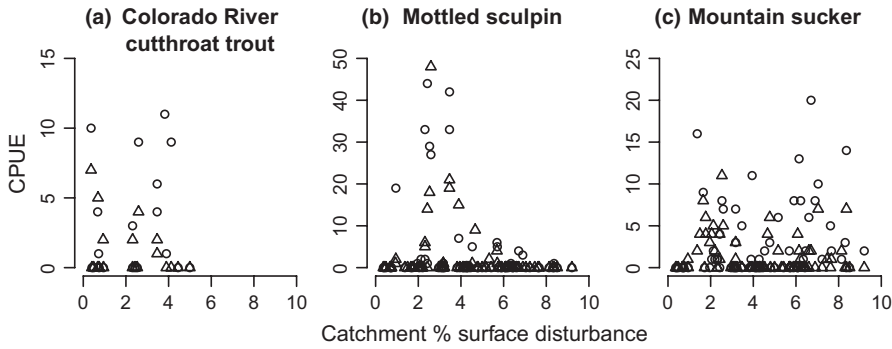 (a) Colorado River
cutthroat trout
(b) Mottled sculpin
(c) Mountain sucker
CPUE
15
10
5
0
0 2 4 6 8 10
50
40
30
20
10
0
0 2 4 6 8 10
25
20
15
10
5
0
0 2 4 6 8 10
Catchment % surface disturbance